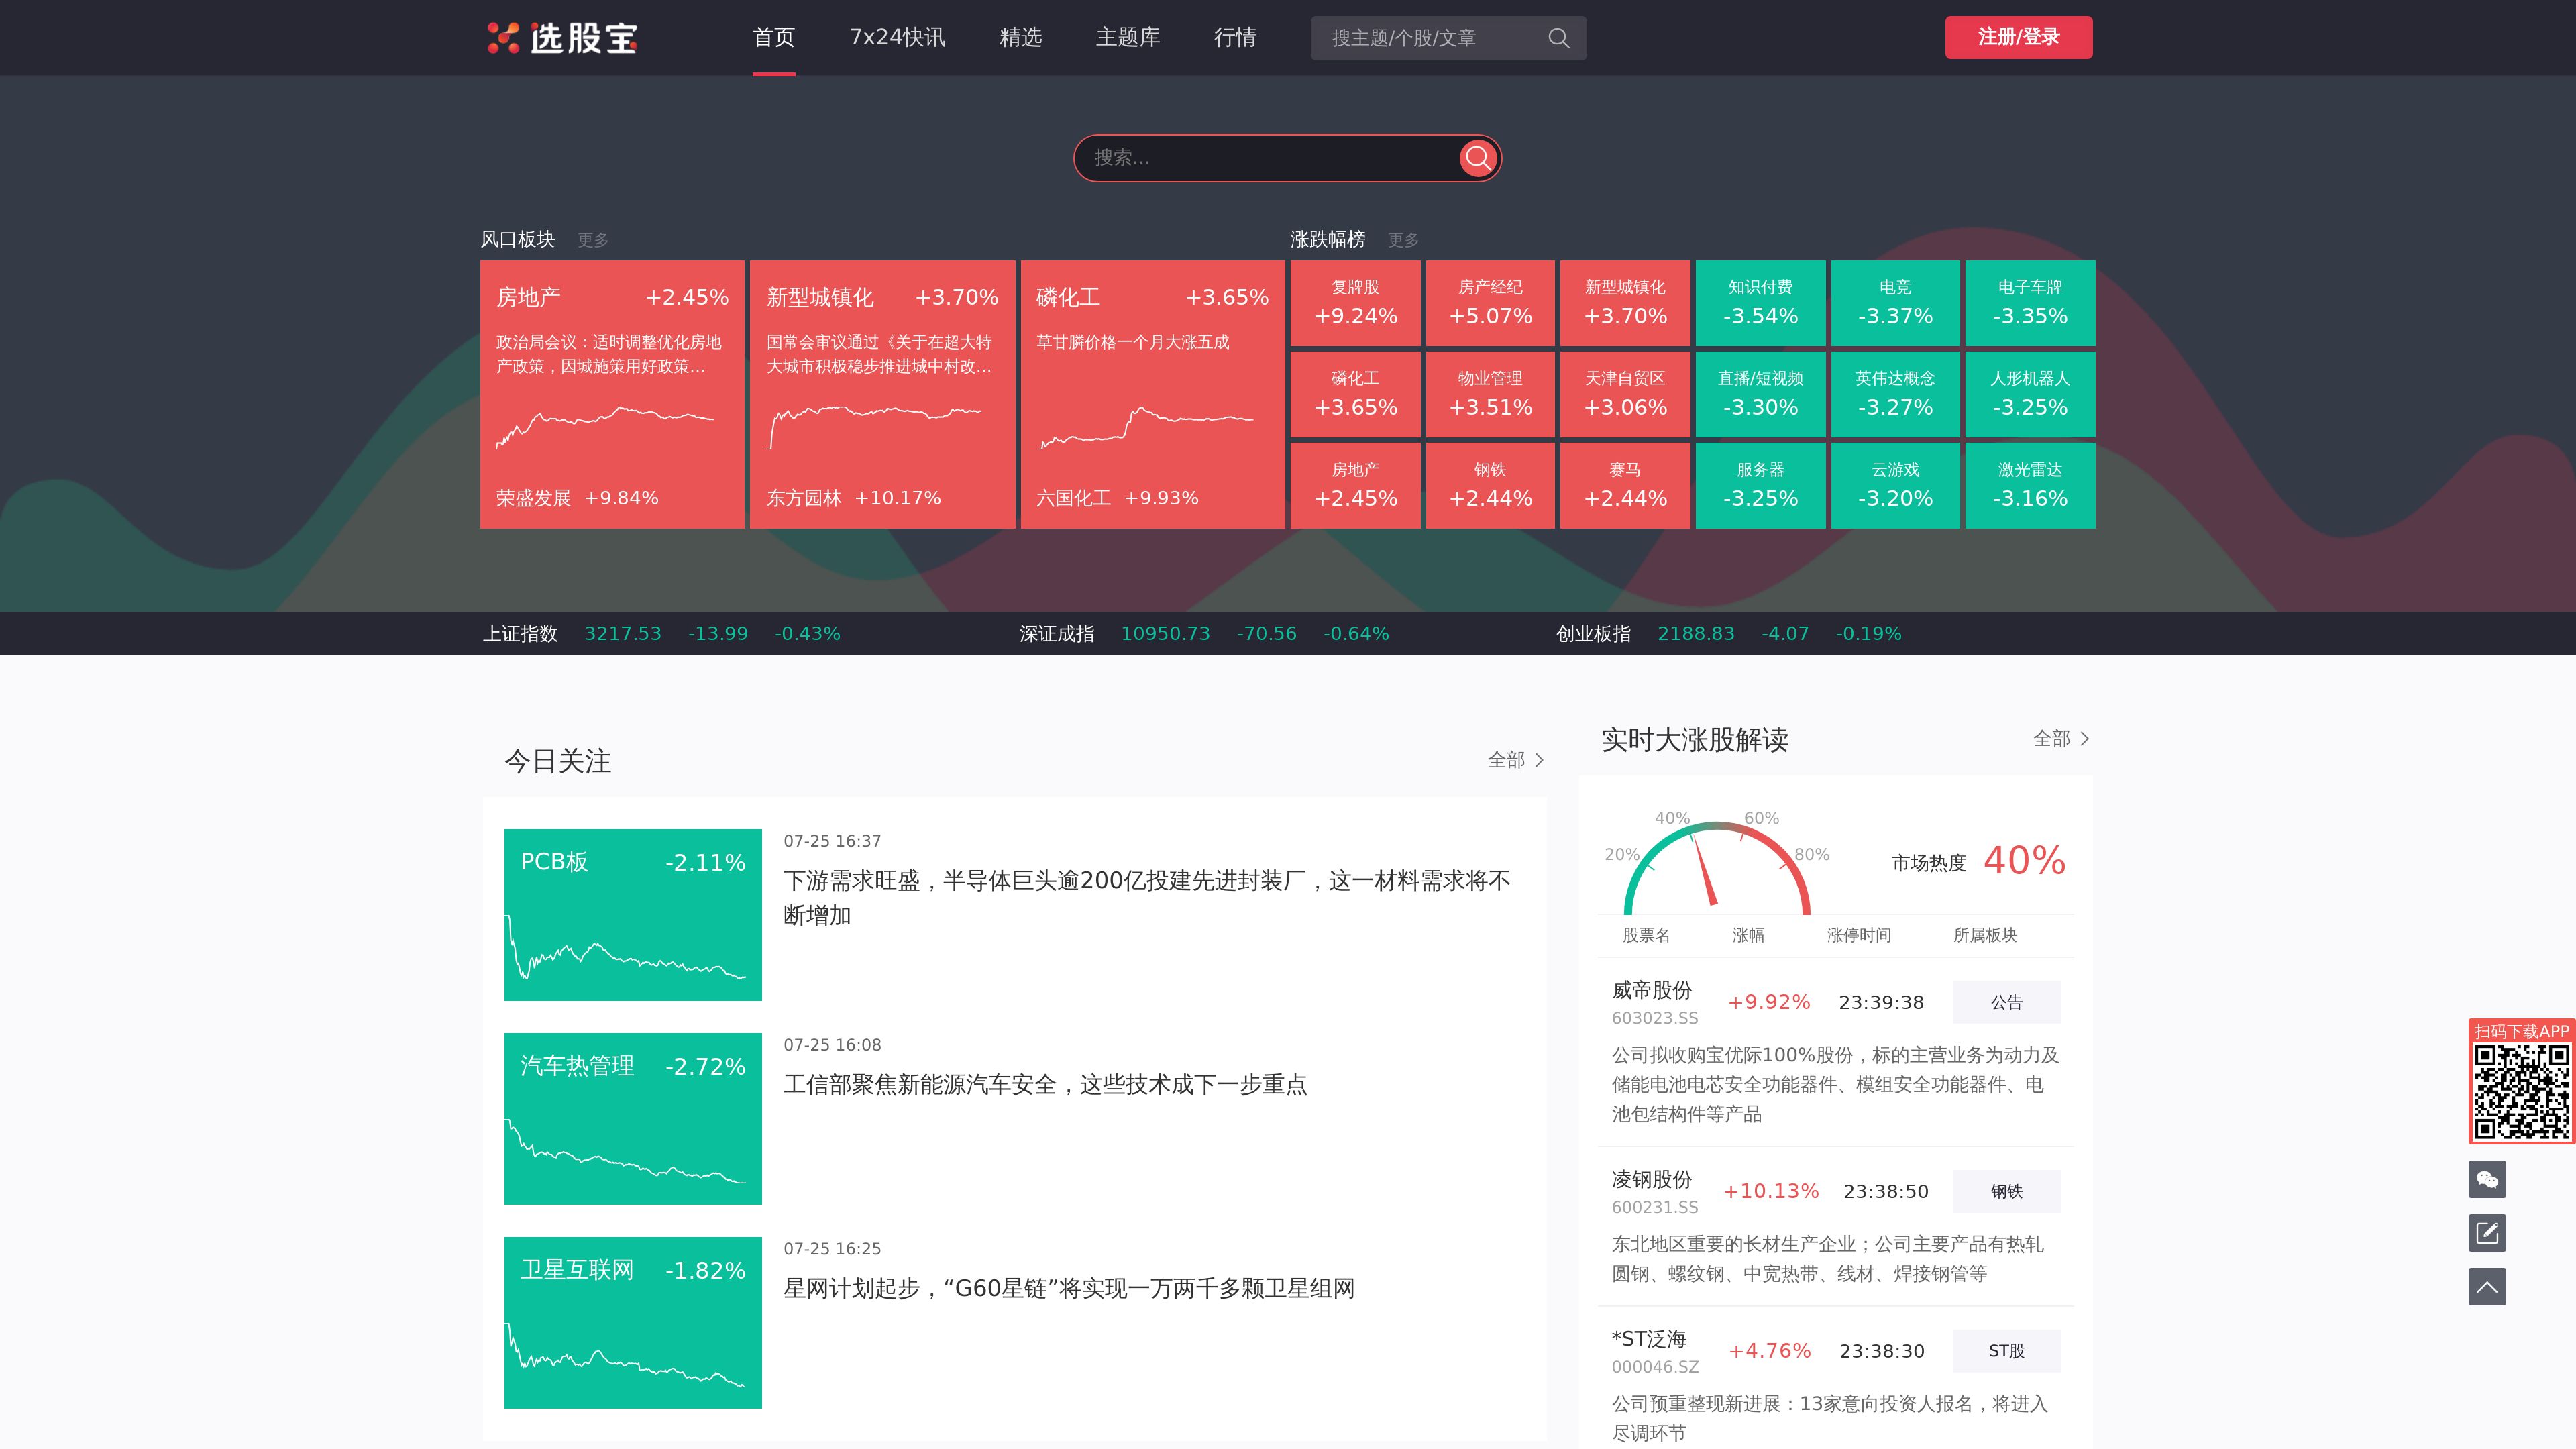 选股宝
首页
7x24快讯
精选
主题库
行情
搜主题/个股/文章
注册/登录
搜索...
风口板块 更多
房地产 +2.45%
政治局会议：适时调整优化房地
产政策，因城施策用好政策...
荣盛发展 +9.84%
新型城镇化 +3.70%
国常会审议通过《关于在超大特
大城市积极稳步推进城中村改...
东方园林 +10.17%
磷化工 +3.65%
草甘膦价格一个月大涨五成
六国化工 +9.93%
涨跌幅榜 更多
复牌股
+9.24%
房产经纪
+5.07%
新型城镇化
+3.70%
知识付费
-3.54%
电竞
-3.37%
电子车牌
-3.35%
磷化工
+3.65%
物业管理
+3.51%
天津自贸区
+3.06%
直播/短视频
-3.30%
英伟达概念
-3.27%
人形机器人
-3.25%
房地产
+2.45%
钢铁
+2.44%
赛马
+2.44%
服务器
-3.25%
云游戏
-3.20%
激光雷达
-3.16%
上证指数 3217.53 -13.99 -0.43%
深证成指 10950.73 -70.56 -0.64%
创业板指 2188.83 -4.07 -0.19%
今日关注 全部
PCB板 -2.11%
07-25 16:37
下游需求旺盛，半导体巨头逾200亿投建先进封装厂，这一材料需求将不
断增加
汽车热管理 -2.72%
07-25 16:08
工信部聚焦新能源汽车安全，这些技术成下一步重点
卫星互联网 -1.82%
07-25 16:25
星网计划起步，“G60星链”将实现一万两千多颗卫星组网
实时大涨股解读 全部
20%
40%
60%
80%
市场热度 40%
股票名 涨幅 涨停时间 所属板块
威帝股份
603023.SS
+9.92% 23:39:38 公告
公司拟收购宝优际100%股份，标的主营业务为动力及
储能电池电芯安全功能器件、模组安全功能器件、电
池包结构件等产品
凌钢股份
600231.SS
+10.13% 23:38:50 钢铁
东北地区重要的长材生产企业；公司主要产品有热轧
圆钢、螺纹钢、中宽热带、线材、焊接钢管等
*ST泛海
000046.SZ
+4.76% 23:38:30 ST股
公司预重整现新进展：13家意向投资人报名，将进入
尽调环节
扫码下载APP